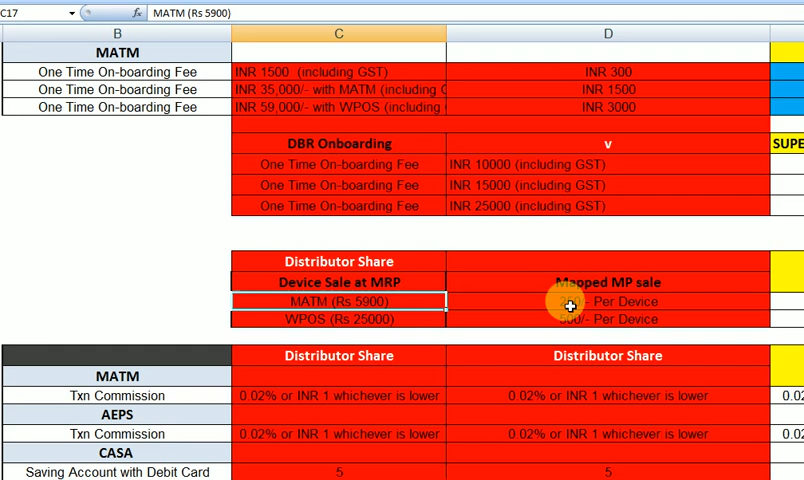 C17 MATM (Rs 5900)
B C D
MATM
One Time On-boarding Fee INR 1500 (including GST) INR 300
One Time On-boarding Fee INR 35,000/- with MATM (including G INR 1500
One Time On-boarding Fee INR 59,000/- with WPOS (including INR 3000
DBR Onboarding v SUPE
One Time On-boarding Fee INR 10000 (including GST)
One Time On-boarding Fee INR 15000 (including GST)
One Time On-boarding Fee INR 25000 (including GST)
Distributor Share
Device Sale at MRP Mapped MP sale
MATM (Rs 5900) 250/- Per Device
WPOS (Rs 25000) 500/- Per Device
Distributor Share Distributor Share
MATM
Txn Commission 0.02% or INR 1 whichever is lower 0.02% or INR 1 whichever is lower 0.02
AEPS
Txn Commission 0.02% or INR 1 whichever is lower 0.02% or INR 1 whichever is lower 0.02
CASA
Saving Account with Debit Card 5 5